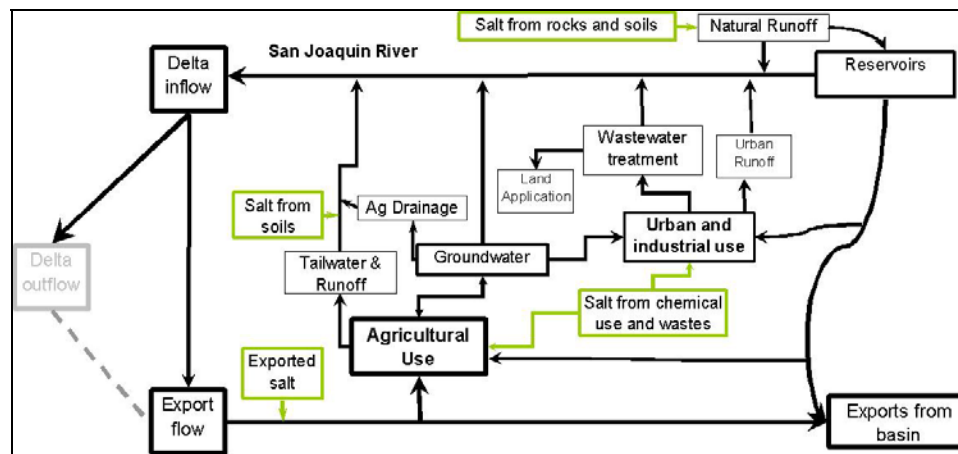 Salt from rocks and soils
Natural Runoff
San Joaquin River
Delta
inflow
Reservoirs
Wastewater
treatment
Urban
Runoff
Land
Application
Salt from
soils
Ag Drainage
Urban and
industrial use
Delta
outflow
Tailwater &
Runoff
Groundwater
Salt from chemical
use and wastes
Agricultural
Use
Exported
salt
Export
flow
Exports from
basin